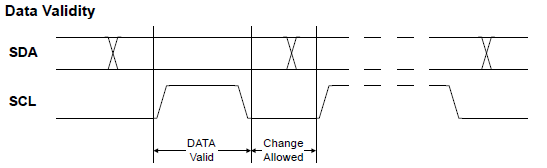 Data Validity
SDA
SCL
DATA
Valid
Change
Allowed